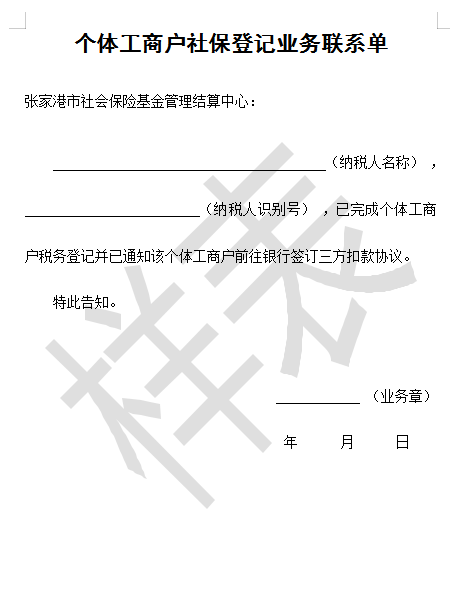 个体工商户社保登记业务联系单
张家港市社会保险基金管理结算中心：
（纳税人名称），
（纳税人识别号），已完成个体工商
户税务登记并已通知该个体工商户前往银行签订三方扣款协议。
特此告知。
（业务章）
年 月 日
样表